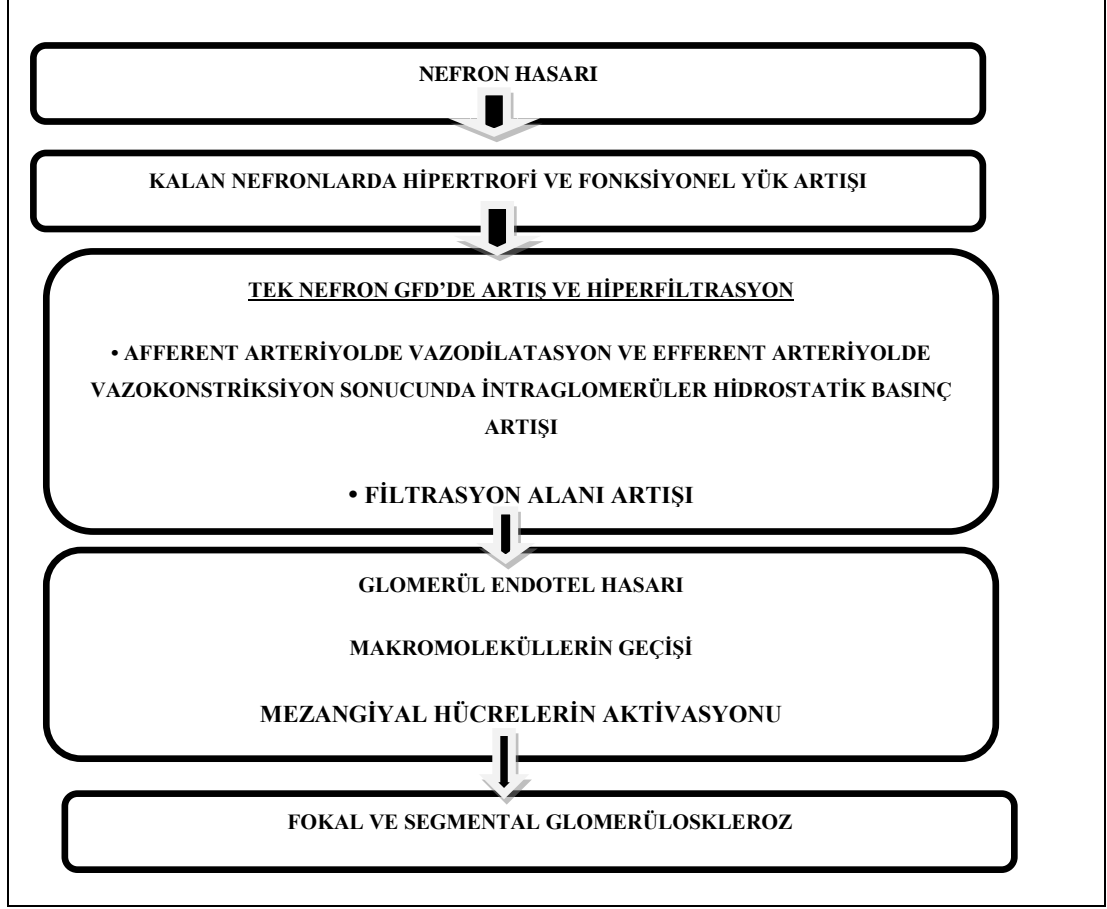 NEFRON HASARI
KALAN NEFRONLARDA HİPERTROFİ VE FONKSİYONEL YÜK ARTIŞI
TEK NEFRON GFD’DE ARTIŞ VE HİPERFİLTRASYON
• AFFERENT ARTERİYOLDE VAZODİLATASYON VE EFFERENT ARTERİYOLDE
VAZOKONSTRİKSİYON SONUCUNDA İNTRAGLOMERÜLER HİDROSTATİK BASINÇ
ARTIŞI
• FİLTRASYON ALANI ARTIŞI
GLOMERÜL ENDOTEL HASARI
MAKROMOLEKÜLLERİN GEÇİŞİ
MEZANGİYAL HÜCRELERİN AKTİVASYONU
FOKAL VE SEGMENTAL GLOMERÜLOSKLEROZ